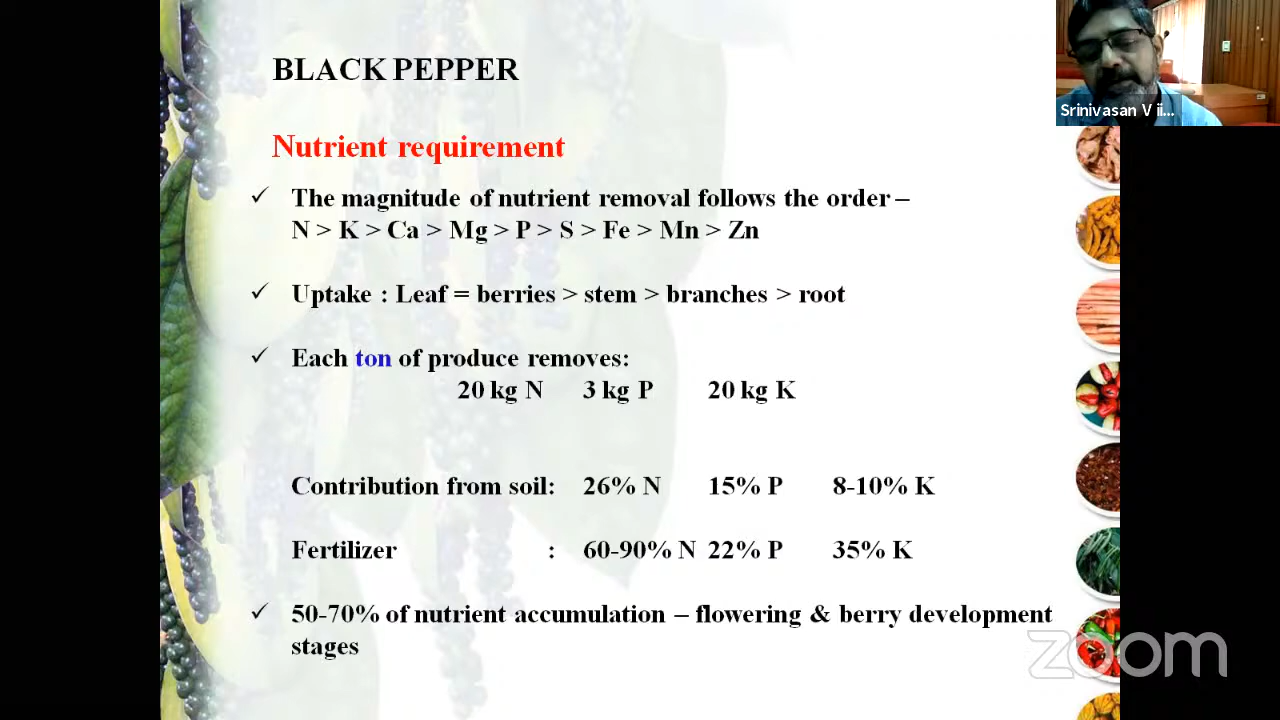 BLACK PEPPER
Nutrient requirement
✓ The magnitude of nutrient removal follows the order –
N > K > Ca > Mg > P > S > Fe > Mn > Zn
✓ Uptake : Leaf = berries > stem > branches > root
✓ Each ton of produce removes:
20 kg N 3 kg P 20 kg K
Contribution from soil: 26% N 15% P 8-10% K
Fertilizer : 60-90% N 22% P 35% K
✓ 50-70% of nutrient accumulation – flowering & berry development
stages
Srinivasan V ii...
zoom